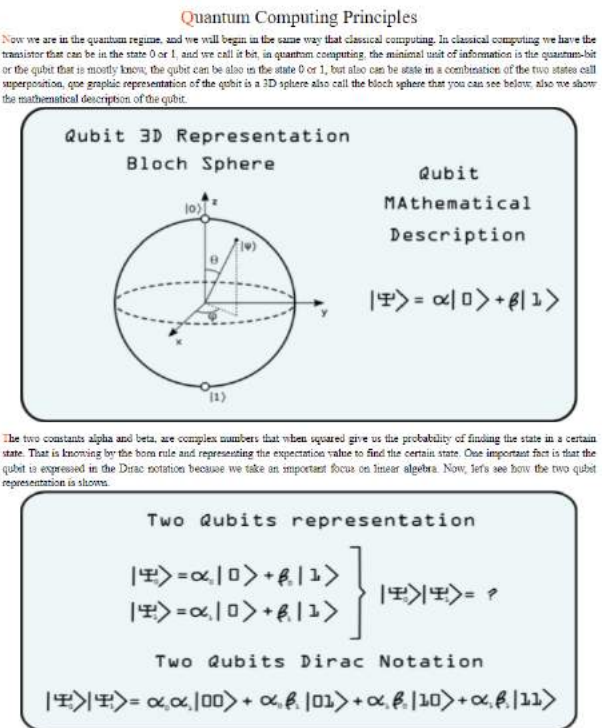 Quantum Computing Principles
Now we are in the quantum regime, and we will begin in the same way that classical computing. In classical computing we have the
transistor that can be in the state 0 or 1, and we call it bit, in quantum computing, the minimal unit of information is the quantum-bit
or the qubit that is mostly know, the qubit can be also in the state 0 or 1, but also can be state in a combination of the two states call
superposition, one graphic representation of the qubit is a 3D sphere also call the bloch sphere that you can see below, also we show
the mathematical description of the qubit.
Qubit 3D Representation
Bloch Sphere
|0⟩
z
|ψ⟩
θ
φ
y
x
|1⟩
Qubit
MAthematical
Description
|Ψ⟩= α|0⟩+β|1⟩
The two constants alpha and beta, are complex numbers that when squared give us the probability of finding the state in a certain
state. That is knowing by the born rule and representing the expectation value to find the certain state. One important fact is that the
qubit is expressed in the Dirac notation because we take an important focus on linear algebra. Now, let's see how the two qubit
representation is shown.
Two Qubits representation
|Ψ⟩=α|0⟩+β|1⟩
|Ψ⟩=α|0⟩+β|1⟩
|Ψ⟩|Ψ⟩= ?
Two Qubits Dirac Notation
|Ψ⟩|Ψ⟩= αα|00⟩+ αβ|01⟩+αβ|10⟩+αβ|11⟩